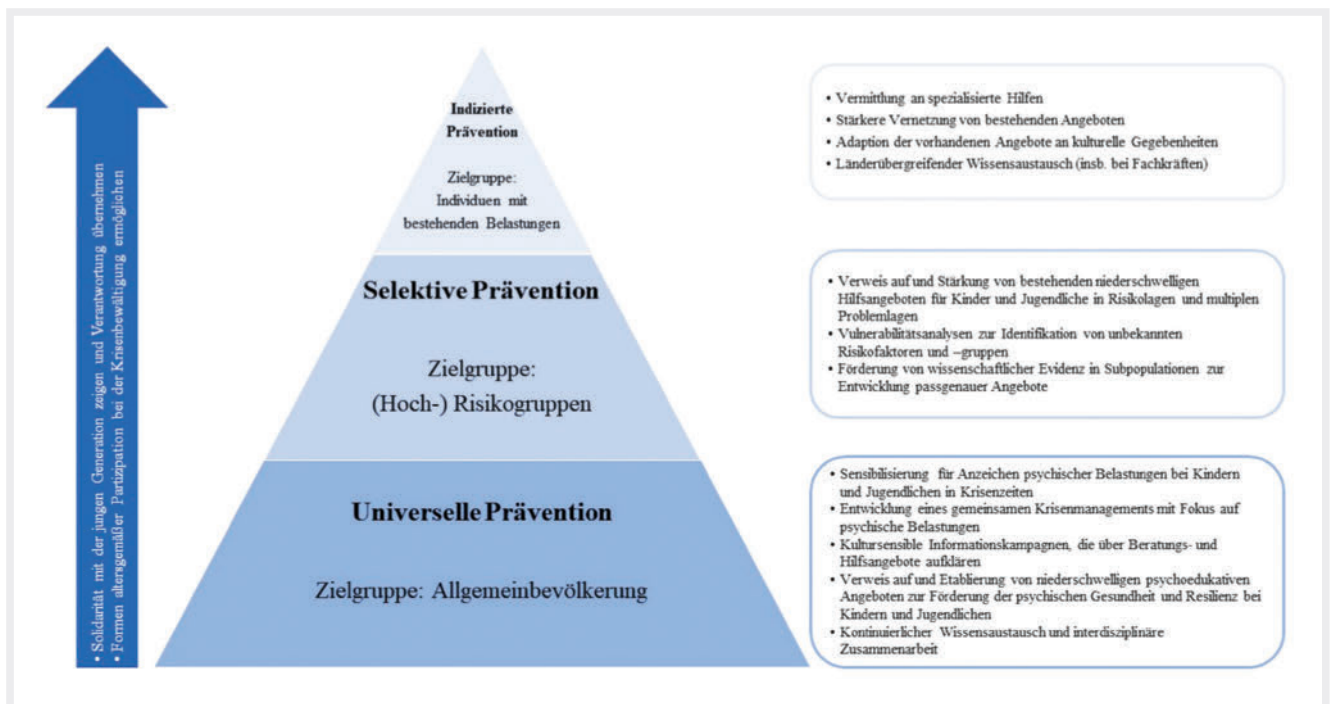 • Solidarität mit der jungen Generation zeigen und Verantwortung übernehmen
• Formen altersgemäßer Partizipation bei der Krisenbewältigung ermöglichen
Indizierte
Prävention
Zielgruppe:
Individuen mit
bestehenden Belastungen
• Vermittlung an spezialisierte Hilfen
• Stärkere Vernetzung von bestehenden Angeboten
• Adaption der vorhandenen Angebote an kulturelle Gegebenheiten
• Länderübergreifender Wissensaustausch (insb. bei Fachkräften)
Selektive Prävention
Zielgruppe:
(Hoch-) Risikogruppen
• Verweis auf und Stärkung von bestehenden niederschwelligen
Hilfsangeboten für Kinder und Jugendliche in Risikolagen und multiplen
Problemlagen
• Vulnerabilitätsanalysen zur Identifikation von unbekannten
Risikofaktoren und –gruppen
• Förderung von wissenschaftlicher Evidenz in Subpopulationen zur
Entwicklung passgenauer Angebote
Universelle Prävention
Zielgruppe: Allgemeinbevölkerung
• Sensibilisierung für Anzeichen psychischer Belastungen bei Kindern
und Jugendlichen in Krisenzeiten
• Entwicklung eines gemeinsamen Krisenmanagements mit Fokus auf
psychische Belastungen
• Kultursensible Informationskampagnen, die über Beratungs- und
Hilfsangebote aufklären
• Verweis auf und Etablierung von niederschwelligen psychoedukativen
Angeboten zur Förderung der psychischen Gesundheit und Resilienz bei
Kindern und Jugendlichen
• Kontinuierlicher Wissensaustausch und interdisziplinäre
Zusammenarbeit